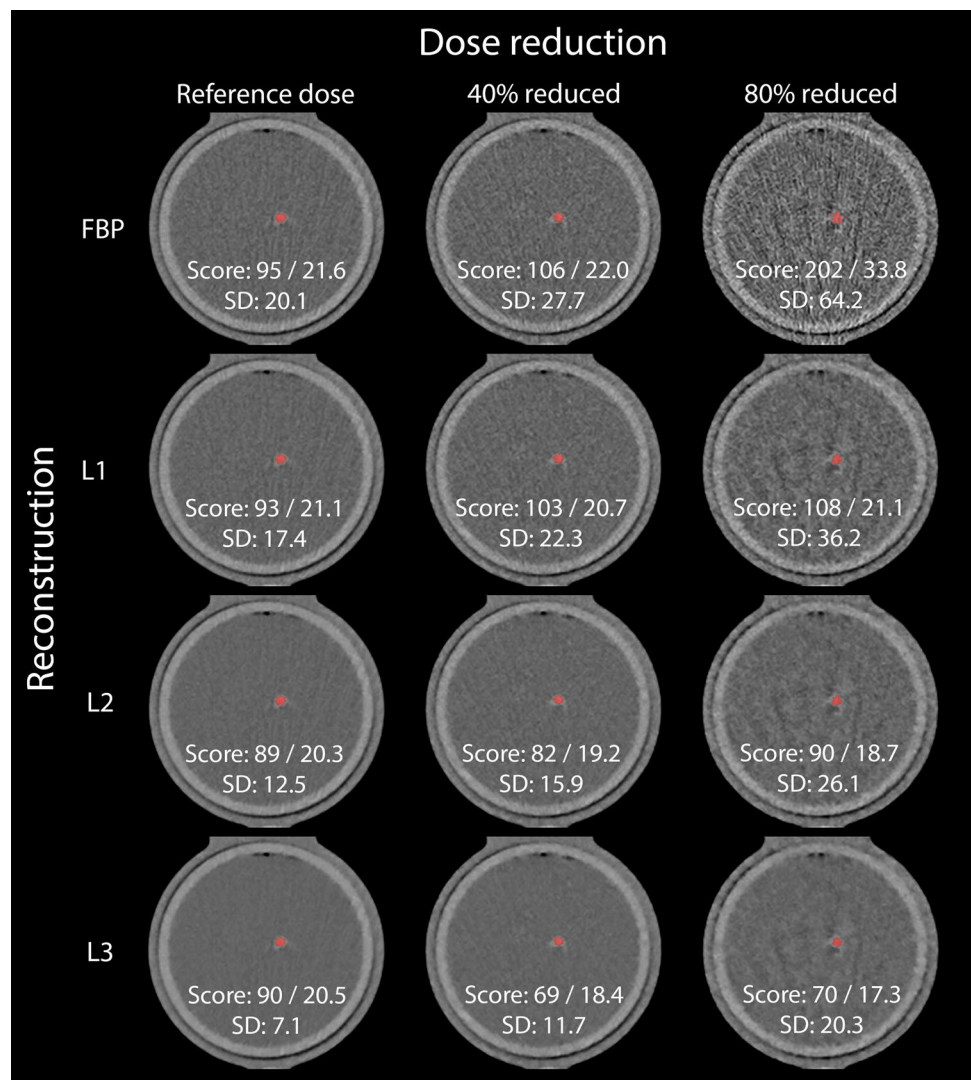 Dose reduction
Reference dose 40% reduced 80% reduced
Reconstruction
FBP
Score: 95 / 21.6
SD: 20.1
Score: 106 / 22.0
SD: 27.7
Score: 202 / 33.8
SD: 64.2
L1
Score: 93 / 21.1
SD: 17.4
Score: 103 / 20.7
SD: 22.3
Score: 108 / 21.1
SD: 36.2
L2
Score: 89 / 20.3
SD: 12.5
Score: 82 / 19.2
SD: 15.9
Score: 90 / 18.7
SD: 26.1
L3
Score: 90 / 20.5
SD: 7.1
Score: 69 / 18.4
SD: 11.7
Score: 70 / 17.3
SD: 20.3